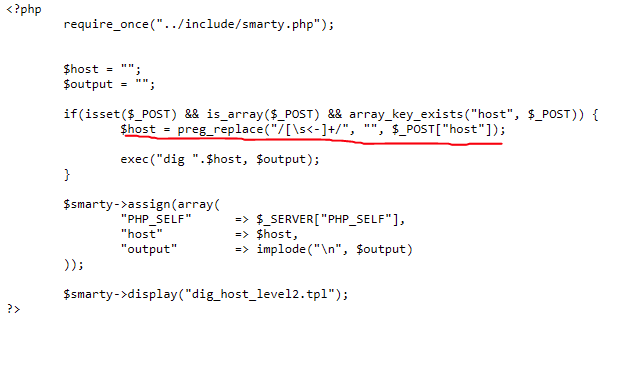 <?php
require_once("../include/smarty.php");
$host = "";
$output = "";
if(isset($_POST) && is_array($_POST) && array_key_exists("host", $_POST)) {
$host = preg_replace("/[\s<-]+/", "", $_POST["host"]);
exec("dig ".$host, $output);
}
$smarty->assign(array(
"PHP_SELF" => $_SERVER["PHP_SELF"],
"host" => $host,
"output" => implode("\n", $output)
));
$smarty->display("dig_host_level2.tpl");
?>